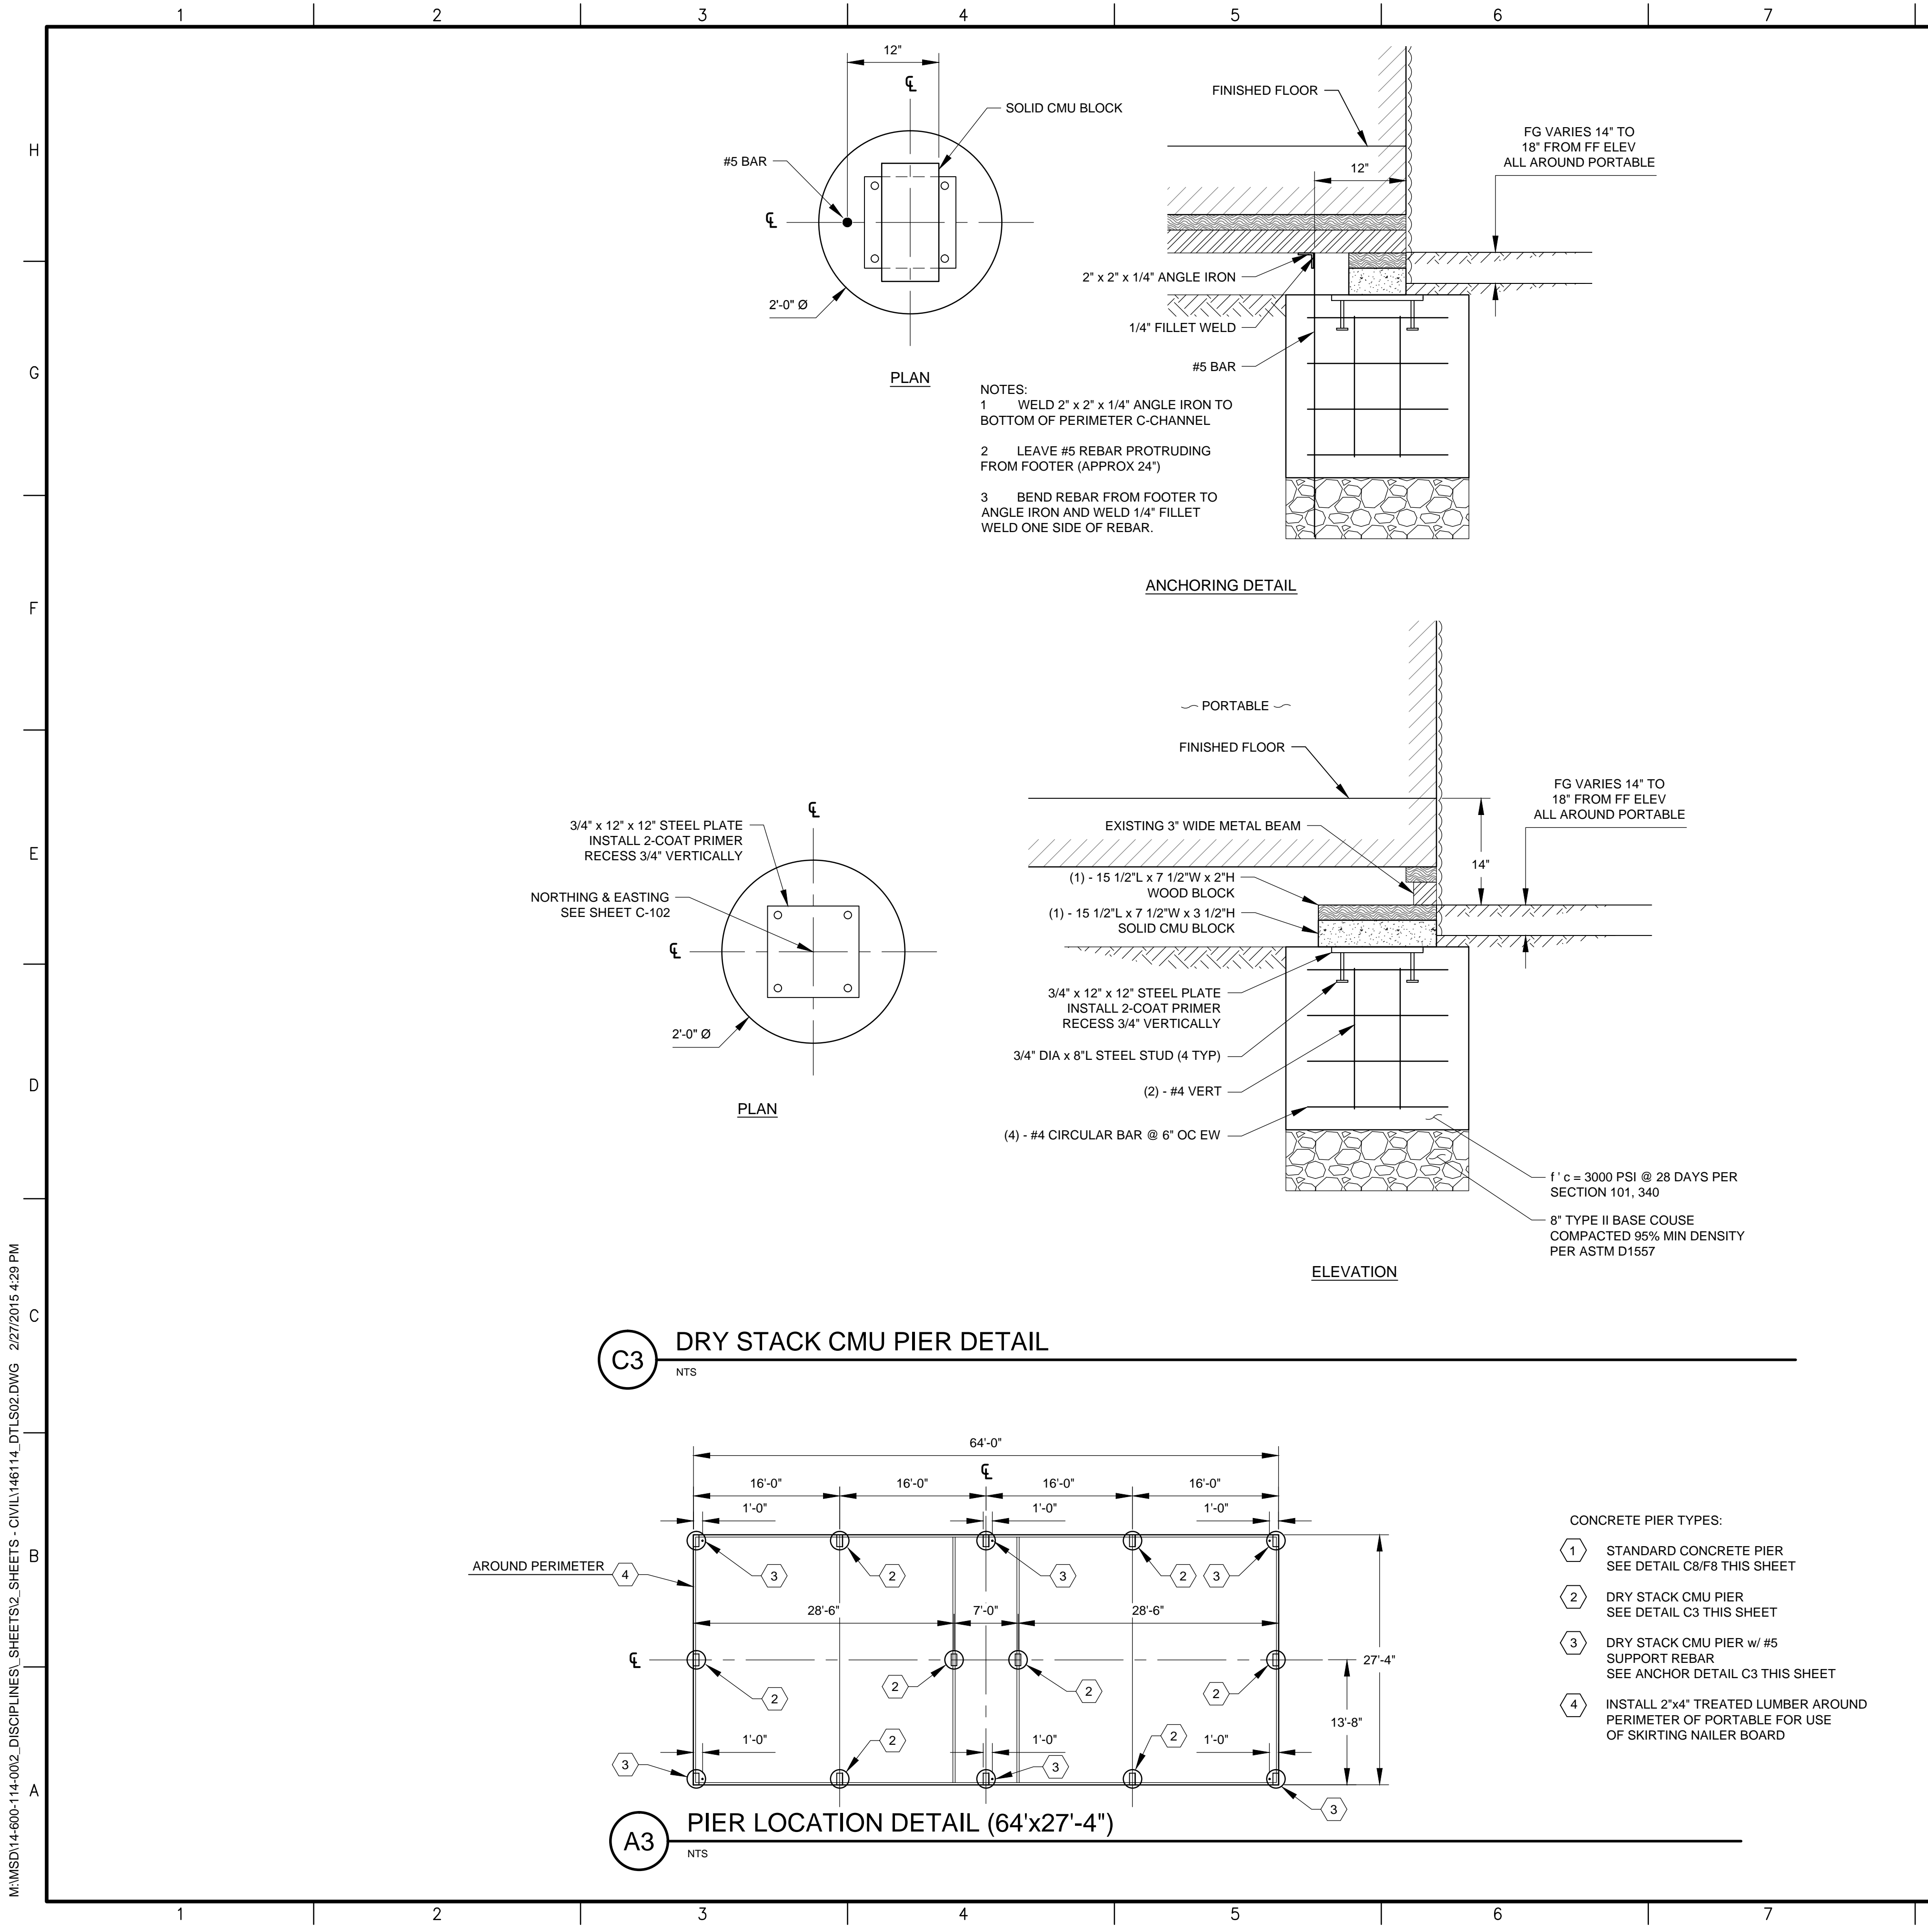 1
2
3
4
5
6
7
H
G
F
E
D
C
B
A
12"
C̵L
SOLID CMU BLOCK
#5 BAR
C̵L
2'-0" Ø
PLAN
FINISHED FLOOR
12"
FG VARIES 14" TO
18" FROM FF ELEV
ALL AROUND PORTABLE
2" x 2" x 1/4" ANGLE IRON
1/4" FILLET WELD
#5 BAR
NOTES:
1 WELD 2" x 2" x 1/4" ANGLE IRON TO
BOTTOM OF PERIMETER C-CHANNEL
2 LEAVE #5 REBAR PROTRUDING
FROM FOOTER (APPROX 24")
3 BEND REBAR FROM FOOTER TO
ANGLE IRON AND WELD 1/4" FILLET
WELD ONE SIDE OF REBAR.
ANCHORING DETAIL
3/4" x 12" x 12" STEEL PLATE
INSTALL 2-COAT PRIMER
RECESS 3/4" VERTICALLY
NORTHING & EASTING
SEE SHEET C-102
C̵L
C̵L
2'-0" Ø
PLAN
PORTABLE
FINISHED FLOOR
EXISTING 3" WIDE METAL BEAM
14"
FG VARIES 14" TO
18" FROM FF ELEV
ALL AROUND PORTABLE
(1) - 15 1/2"L x 7 1/2"W x 2"H
WOOD BLOCK
(1) - 15 1/2"L x 7 1/2"W x 3 1/2"H
SOLID CMU BLOCK
3/4" x 12" x 12" STEEL PLATE
INSTALL 2-COAT PRIMER
RECESS 3/4" VERTICALLY
3/4" DIA x 8"L STEEL STUD (4 TYP)
(2) - #4 VERT
(4) - #4 CIRCULAR BAR @ 6" OC EW
f ' c = 3000 PSI @ 28 DAYS PER
SECTION 101, 340
8" TYPE II BASE COUSE
COMPACTED 95% MIN DENSITY
PER ASTM D1557
ELEVATION
C3
DRY STACK CMU PIER DETAIL
NTS
64'-0"
C̵L
16'-0"
16'-0"
16'-0"
16'-0"
1'-0"
1'-0"
1'-0"
AROUND PERIMETER
4
3
2
3
2
3
28'-6"
7'-0"
28'-6"
C̵L
27'-4"
2
2
2
2
13'-8"
1'-0"
2
1'-0"
2
1'-0"
3
3
3
A3
PIER LOCATION DETAIL (64'x27'-4")
NTS
CONCRETE PIER TYPES:
1 STANDARD CONCRETE PIER
SEE DETAIL C8/F8 THIS SHEET
2 DRY STACK CMU PIER
SEE DETAIL C3 THIS SHEET
3 DRY STACK CMU PIER w/ #5
SUPPORT REBAR
SEE ANCHOR DETAIL C3 THIS SHEET
4 INSTALL 2"x4" TREATED LUMBER AROUND
PERIMETER OF PORTABLE FOR USE
OF SKIRTING NAILER BOARD
M:\MSD\14-600-114-00\2_DISCIPLINES\_SHEETS\2_SHEETS - CIVIL\146114_DTLS02.DWG 2/27/2015 4:29 PM
1
2
3
4
5
6
7